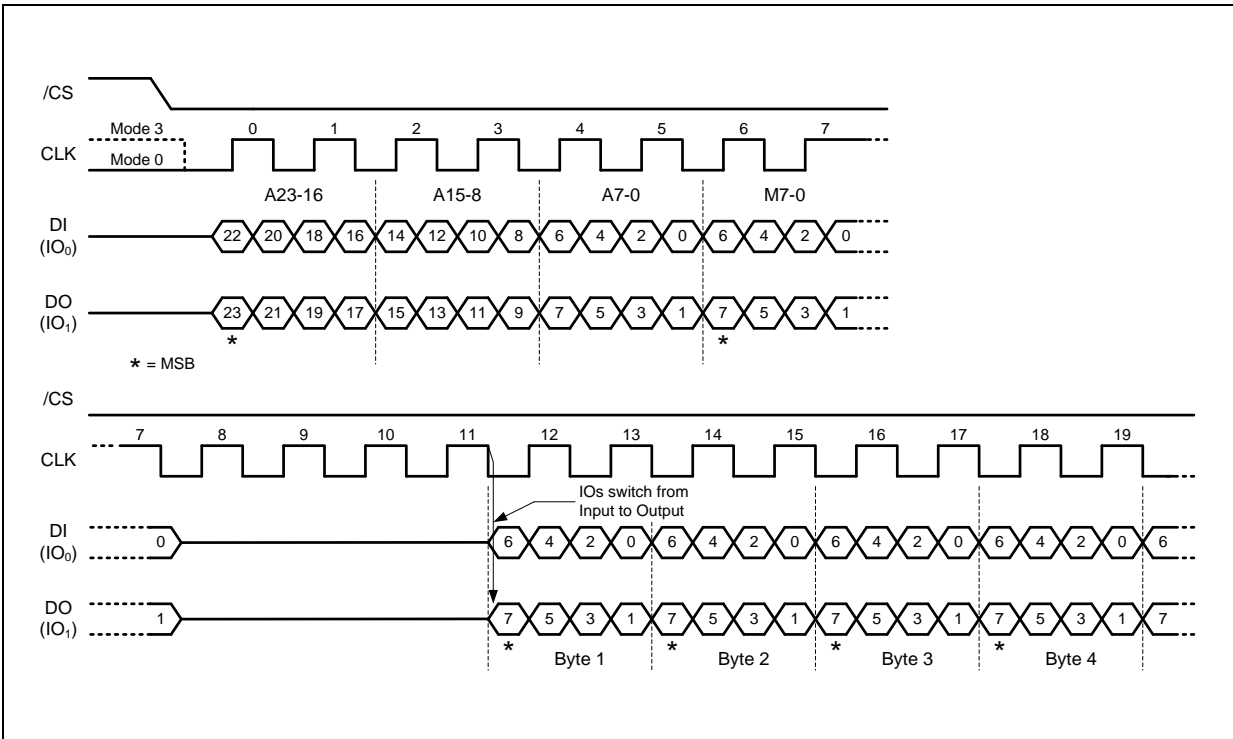 /CS
Mode 3 0 1 2 3 4 5 6 7
CLK
Mode 0
A23-16 A15-8 A7-0 M7-0
DI
(IO₀)
22 20 18 16 14 12 10 8 6 4 2 0 6 4 2 0
DO
(IO₁)
23 21 19 17 15 13 11 9 7 5 3 1 7 5 3 1
* *
* = MSB
/CS
7 8 9 10 11 12 13 14 15 16 17 18 19
CLK
IOs switch from
Input to Output
DI
(IO₀)
0 6 4 2 0 6 4 2 0 6 4 2 0 6 4 2 0 6
DO
(IO₁)
1 7 5 3 1 7 5 3 1 7 5 3 1 7 5 3 1 7
* Byte 1 * Byte 2 * Byte 3 * Byte 4